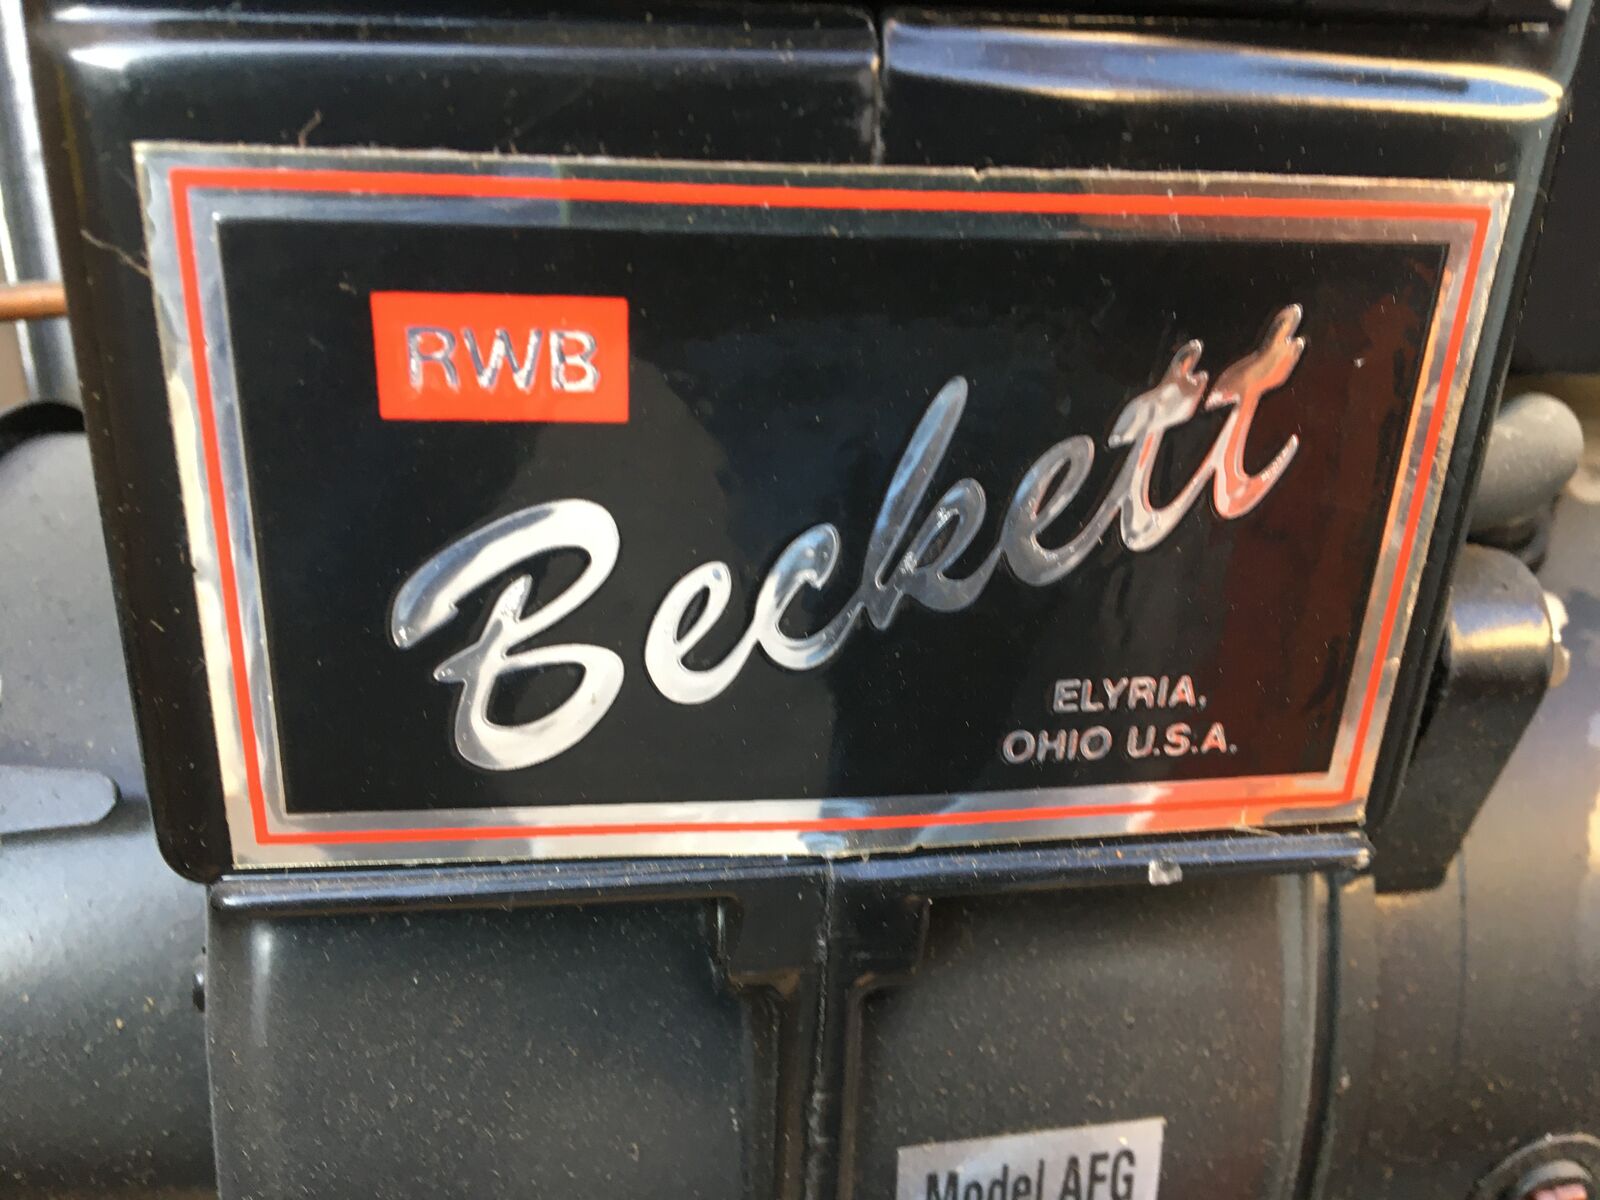 RWB
Beckett
ELYRIA,
OHIO U.S.A.
Model AFG